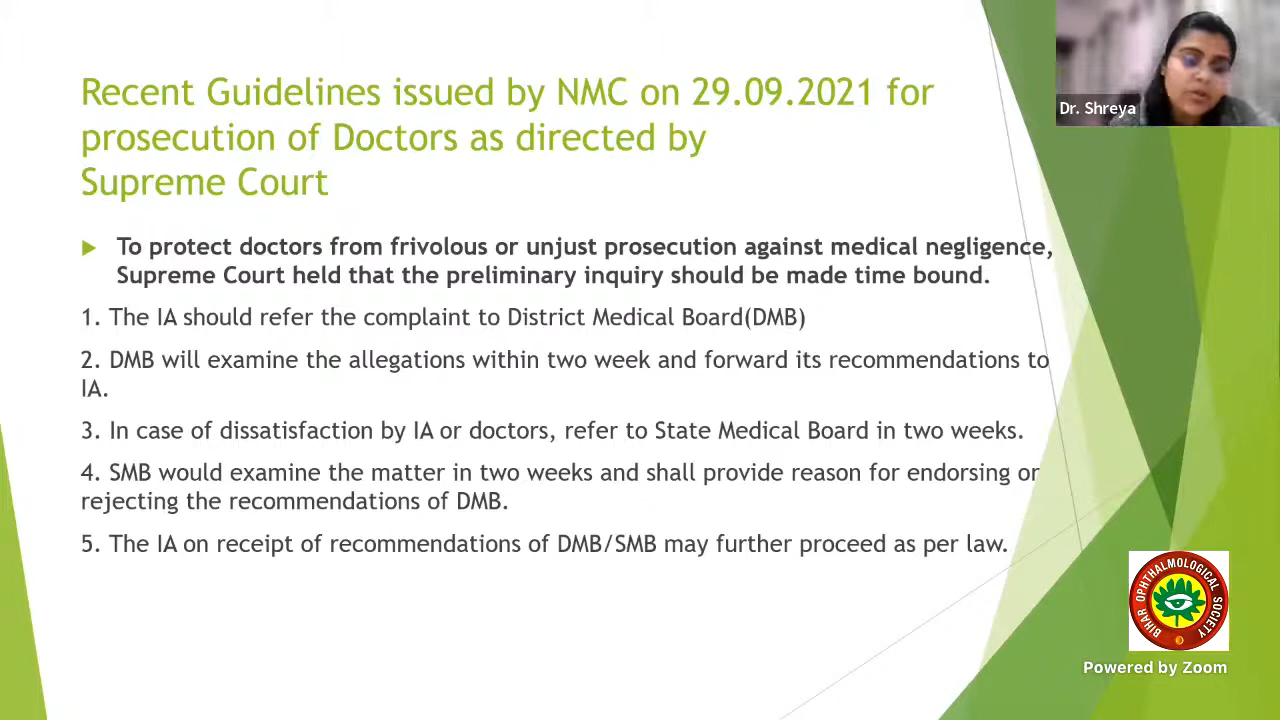 Recent Guidelines issued by NMC on 29.09.2021 for
prosecution of Doctors as directed by
Supreme Court
To protect doctors from frivolous or unjust prosecution against medical negligence,
Supreme Court held that the preliminary inquiry should be made time bound.
1. The IA should refer the complaint to District Medical Board(DMB)
2. DMB will examine the allegations within two week and forward its recommendations to
IA.
3. In case of dissatisfaction by IA or doctors, refer to State Medical Board in two weeks.
4. SMB would examine the matter in two weeks and shall provide reason for endorsing or
rejecting the recommendations of DMB.
5. The IA on receipt of recommendations of DMB/SMB may further proceed as per law.
Dr. Shreya
BIHAR OPHTHALMOLOGICAL SOCIETY
Powered by Zoom